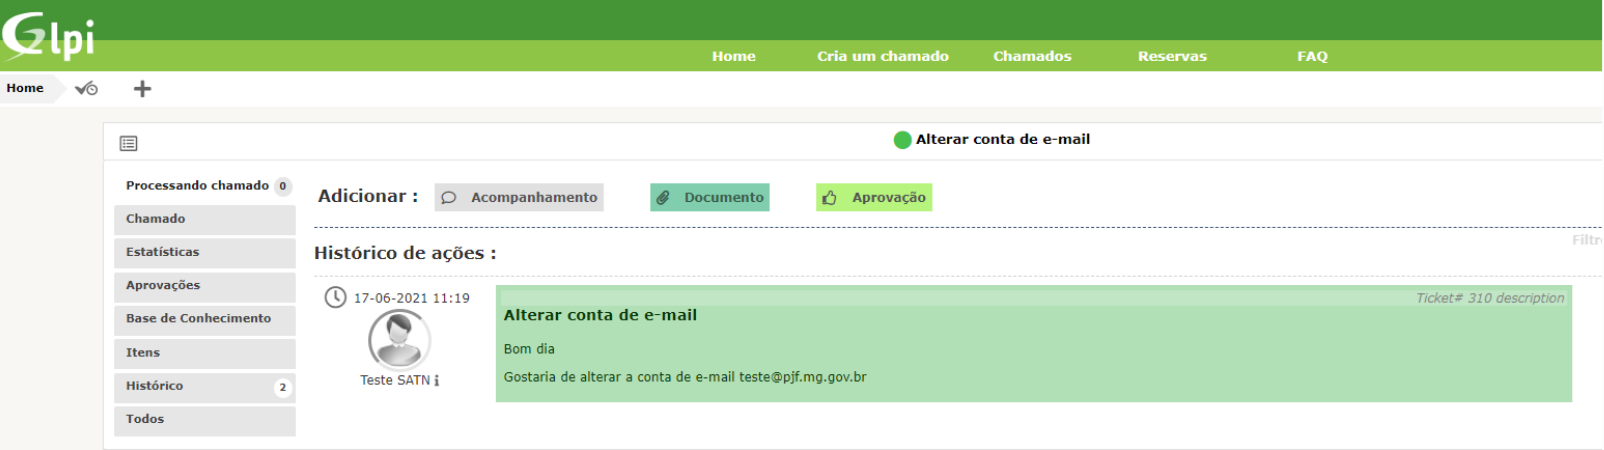 Glpi
Home Cria um chamado Chamados Reservas FAQ
Home
Alterar conta de e-mail
Processando chamado 0
Chamado
Estatísticas
Aprovações
Base de Conhecimento
Itens
Histórico 2
Todos
Adicionar : Acompanhamento Documento Aprovação
Filtr
Histórico de ações :
17-06-2021 11:19
Teste SATN
Ticket# 310 description
Alterar conta de e-mail
Bom dia
Gostaria de alterar a conta de e-mail teste@pjf.mg.gov.br